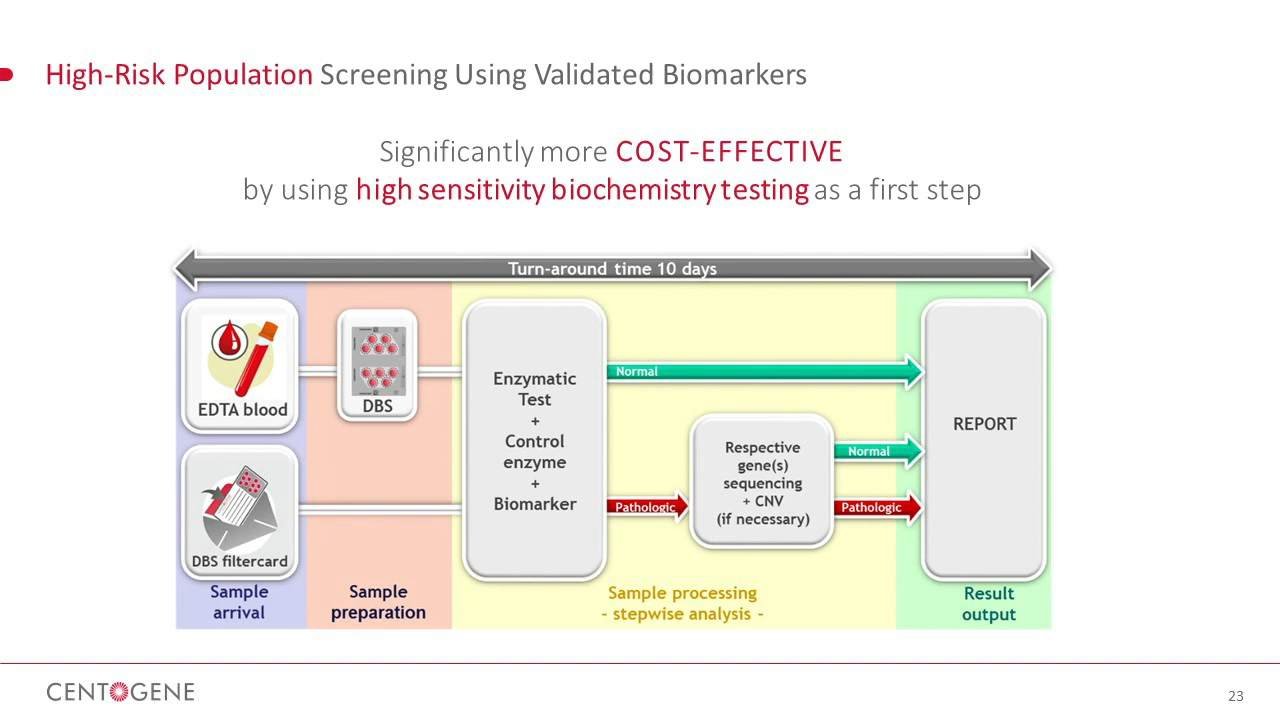 High-Risk Population Screening Using Validated Biomarkers
Significantly more COST-EFFECTIVE
by using high sensitivity biochemistry testing as a first step
Turn-around time 10 days
EDTA blood
DBS
DBS filtercard
Enzymatic
Test
+
Control
enzyme
+
Biomarker
Normal
Pathologic
Respective
gene(s)
sequencing
+ CNV
(if necessary)
Normal
Pathologic
REPORT
Sample
arrival
Sample
preparation
Sample processing
- stepwise analysis -
Result
output
CENTOGENE
23